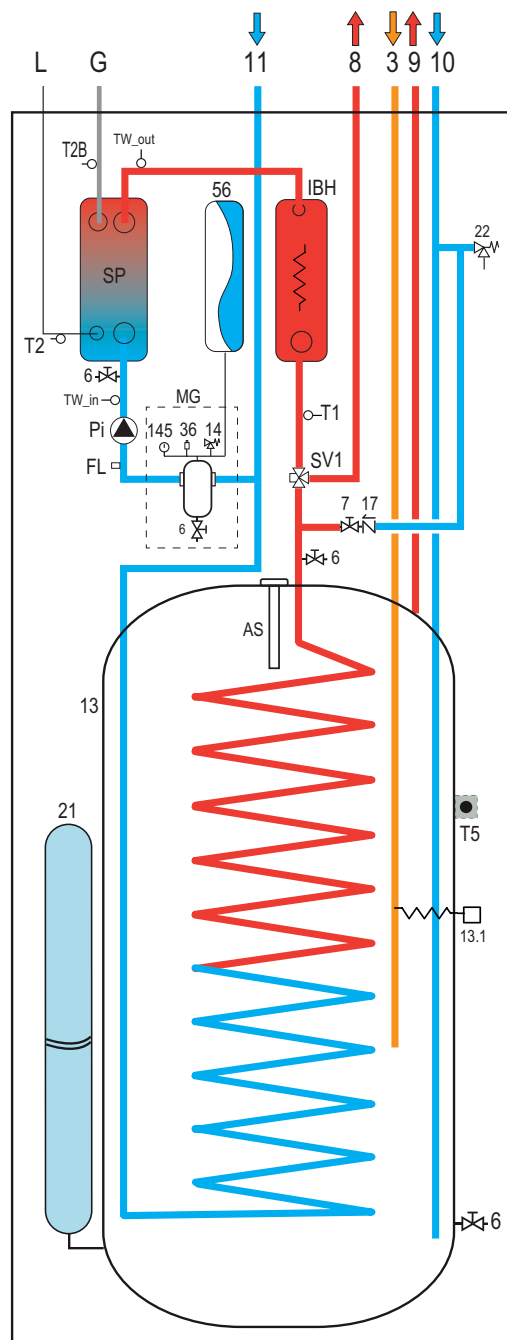 L G 11 8 3 9 10
TW_out
T2B
56
IBH
22
SP
T2
6
TW_in
MG
T1
145 36 14
Pi
SV1
FL
7 17
6
6
AS
13
21
T5
13.1
6